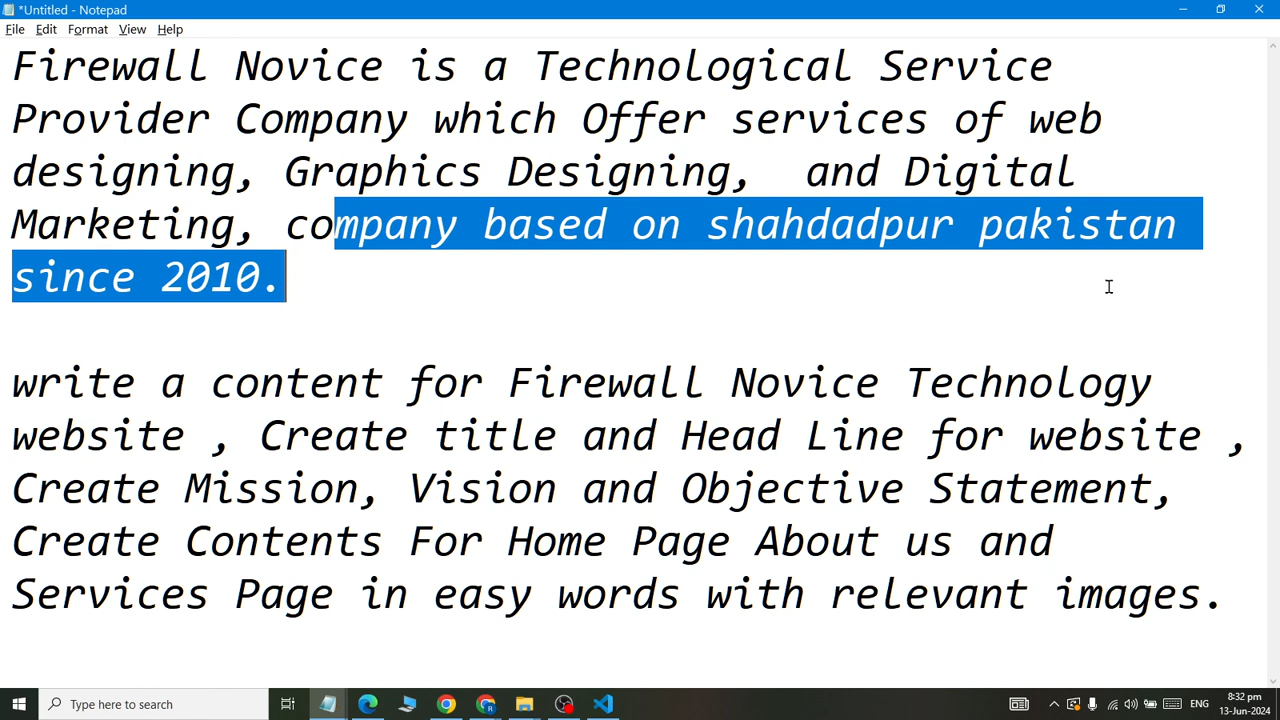 *Untitled - Notepad
File Edit Format View Help
Firewall Novice is a Technological Service
Provider Company which Offer services of web
designing, Graphics Designing,  and Digital
Marketing, company based on shahdadpur pakistan
since 2010.
write a content for Firewall Novice Technology
website , Create title and Head Line for website ,
Create Mission, Vision and Objective Statement,
Create Contents For Home Page About us and
Services Page in easy words with relevant images.
Type here to search
ENG
8:32 pm
13-Jun-2024